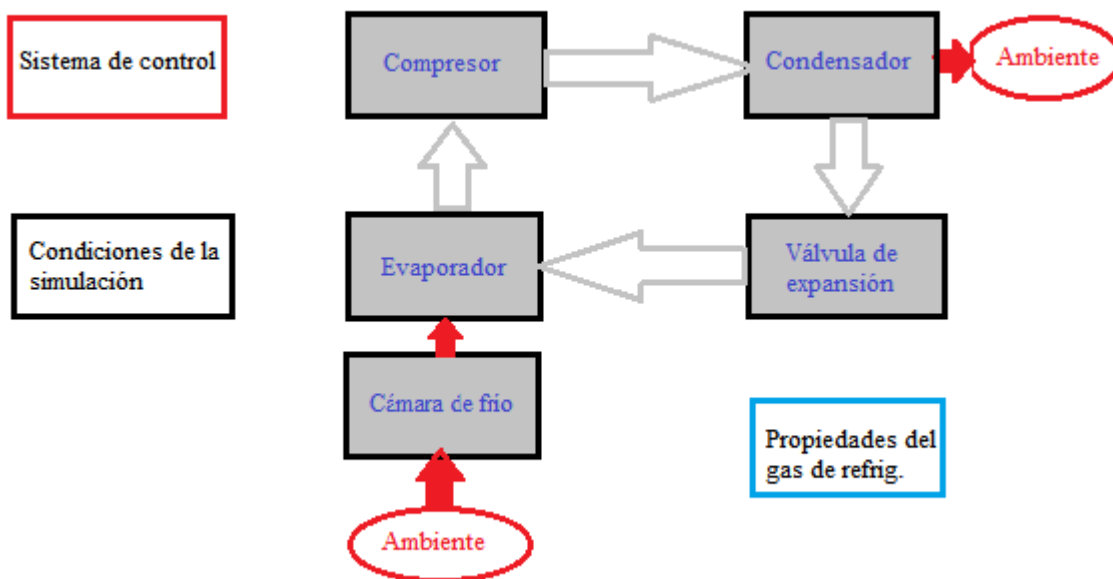 Sistema de control
Compresor
Condensador
Ambiente
Condiciones de la
simulación
Evaporador
Válvula de
expansión
Cámara de frío
Propiedades del
gas de refrig.
Ambiente